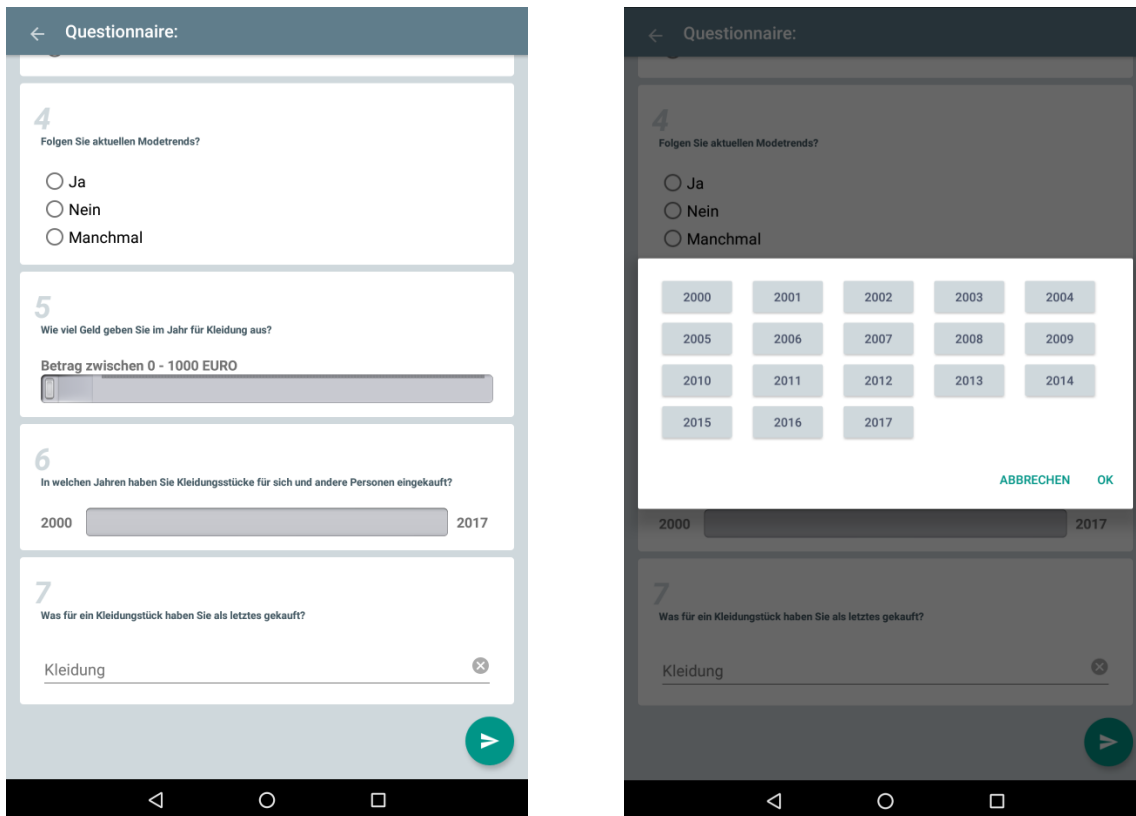 Questionnaire:
4
Folgen Sie aktuellen Modetrends?
Ja
Nein
Manchmal
5
Wie viel Geld geben Sie im Jahr für Kleidung aus?
Betrag zwischen 0 - 1000 EURO
6
In welchen Jahren haben Sie Kleidungsstücke für sich und andere Personen eingekauft?
2000 2017
7
Was für ein Kleidungstück haben Sie als letztes gekauft?
Kleidung
Questionnaire:
4
Folgen Sie aktuellen Modetrends?
Ja
Nein
Manchmal
2000 2001 2002 2003 2004
2005 2006 2007 2008 2009
2010 2011 2012 2013 2014
2015 2016 2017
ABBRECHEN OK
2000 2017
7
Was für ein Kleidungstück haben Sie als letztes gekauft?
Kleidung